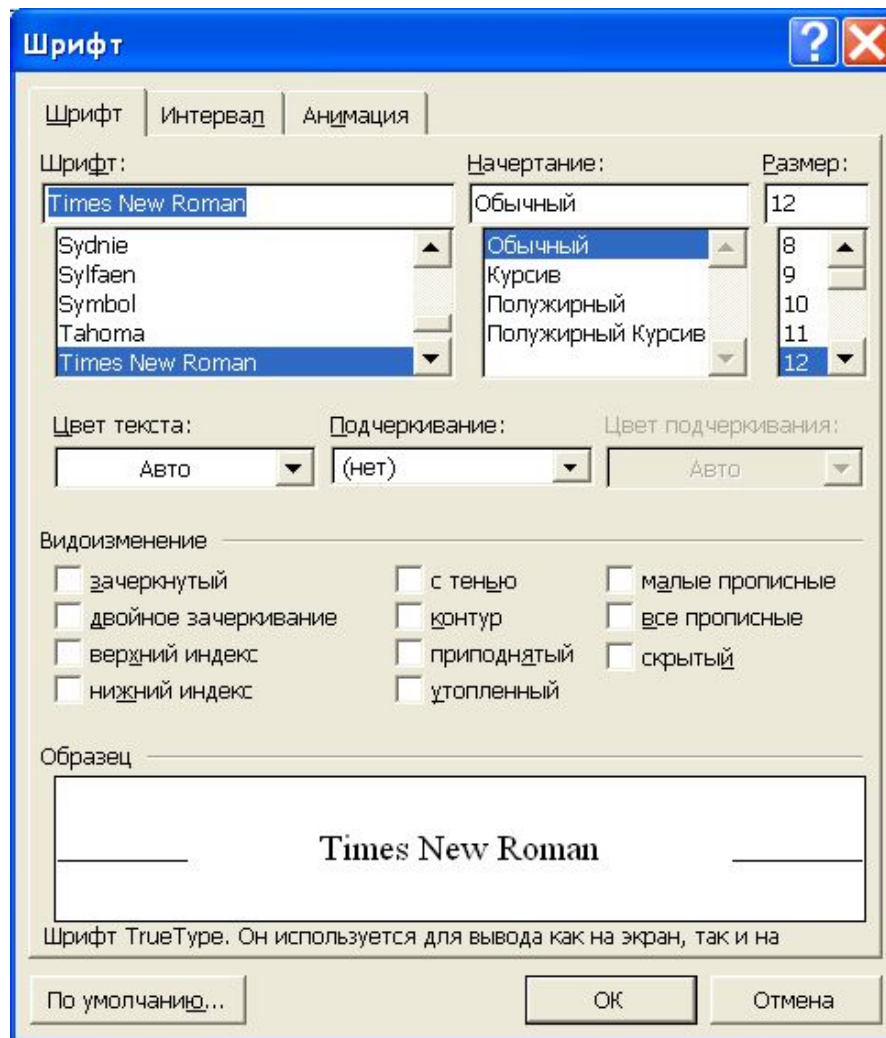 Шрифт
Шрифт Интервал Анимация
Шрифт: Начертание: Размер:
Times New Roman Обычный 12
Sydnie Обычный 8
Sylfaen Курсив 9
Symbol Полужирный 10
Tahoma Полужирный Курсив 11
Times New Roman 12
Цвет текста: Подчеркивание: Цвет подчеркивания:
Авто (нет) Авто
Видоизменение
зачеркнутый с тенью малые прописные
двойное зачеркивание контур все прописные
верхний индекс приподнятый скрытый
нижний индекс утопленный
Образец
Times New Roman
Шрифт TrueType. Он используется для вывода как на экран, так и на
По умолчанию... ОК Отмена